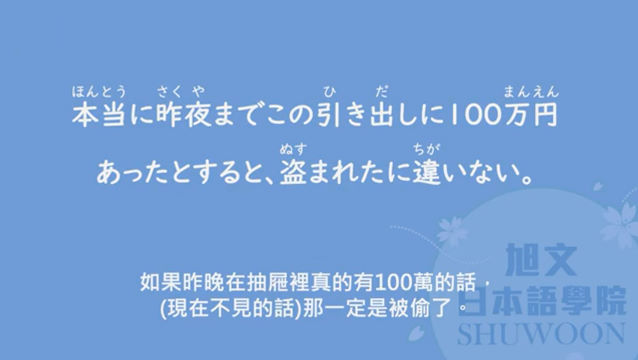 ほんとう さくや ひ だ まんえん
本当に昨夜までこの引き出しに100万円
ぬす ちが
あったとすると、盗まれたに違いない。
旭文
日本語學院
SHUWOON
如果昨晚在抽屜裡真的有100萬的話，
(現在不見的話)那一定是被偷了。